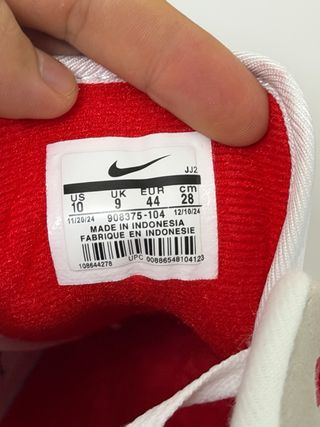 JJ2
US UK EUR cm
10 9 44 28
11/20/24 908375-104 12/10/24
MADE IN INDONESIA
FABRIQUE EN INDONESIE
108644278 UPC 00886548104123